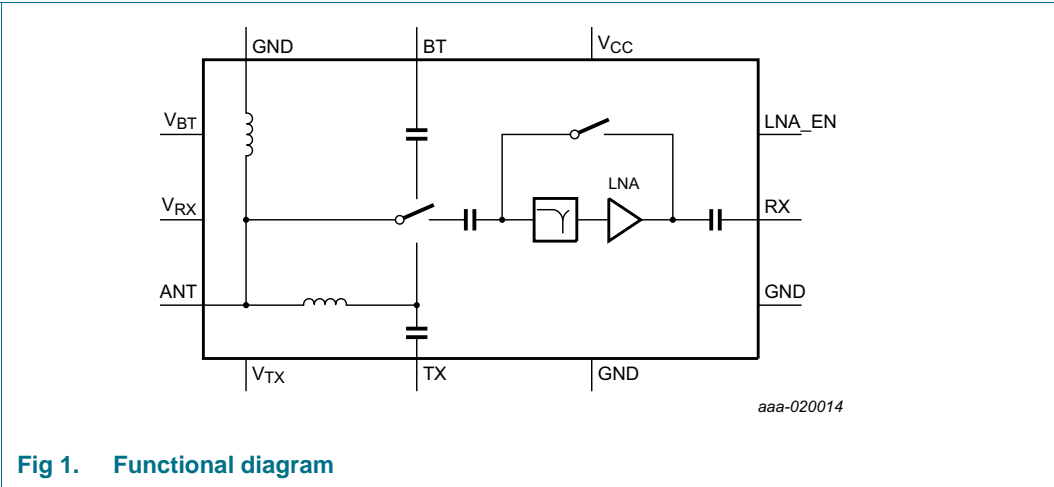 GND
BT
VCC
VBT
LNA_EN
LNA
VRX
RX
ANT
GND
VTX
TX
GND
aaa-020014
Fig 1. Functional diagram